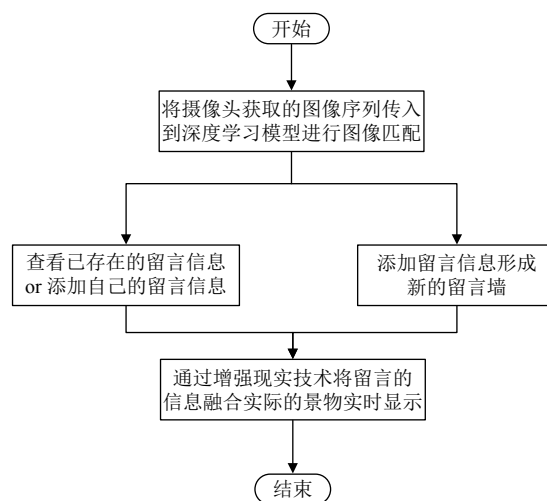 开始
将摄像头获取的图像序列传入
到深度学习模型进行图像匹配
查看已存在的留言信息
or 添加自己的留言信息
添加留言信息形成
新的留言墙
通过增强现实技术将留言的
信息融合实际的景物实时显示
结束